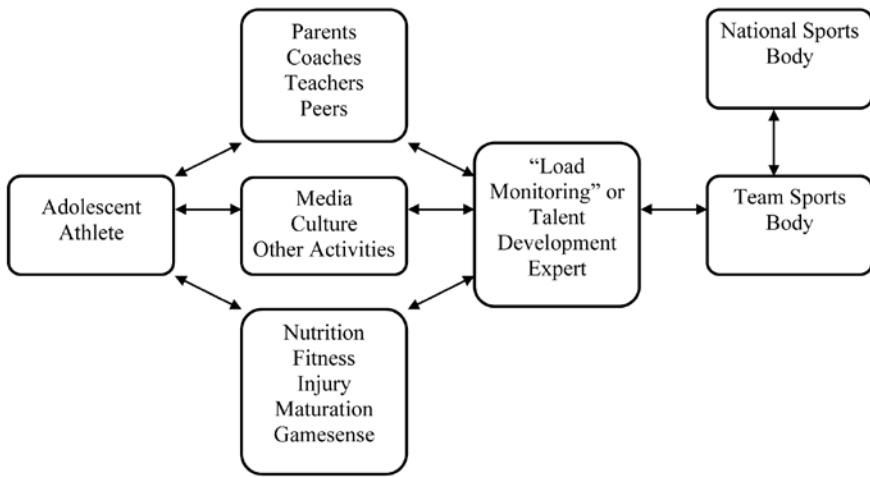 Parents
Coaches
Teachers
Peers
National Sports
Body
Adolescent
Athlete
Media
Culture
Other Activities
“Load
Monitoring” or
Talent
Development
Expert
Team Sports
Body
Nutrition
Fitness
Injury
Maturation
Gamesense